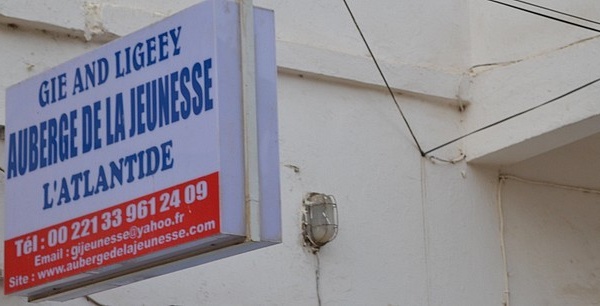 GIE AND LIGEEY
AUBERGE DE LA JEUNESSE
L'ATLANTIDE
Tél : 00 221 33 961 24 09
Email : gijeunesse@yahoo.fr
Site : www.aubergedelajeunesse.com